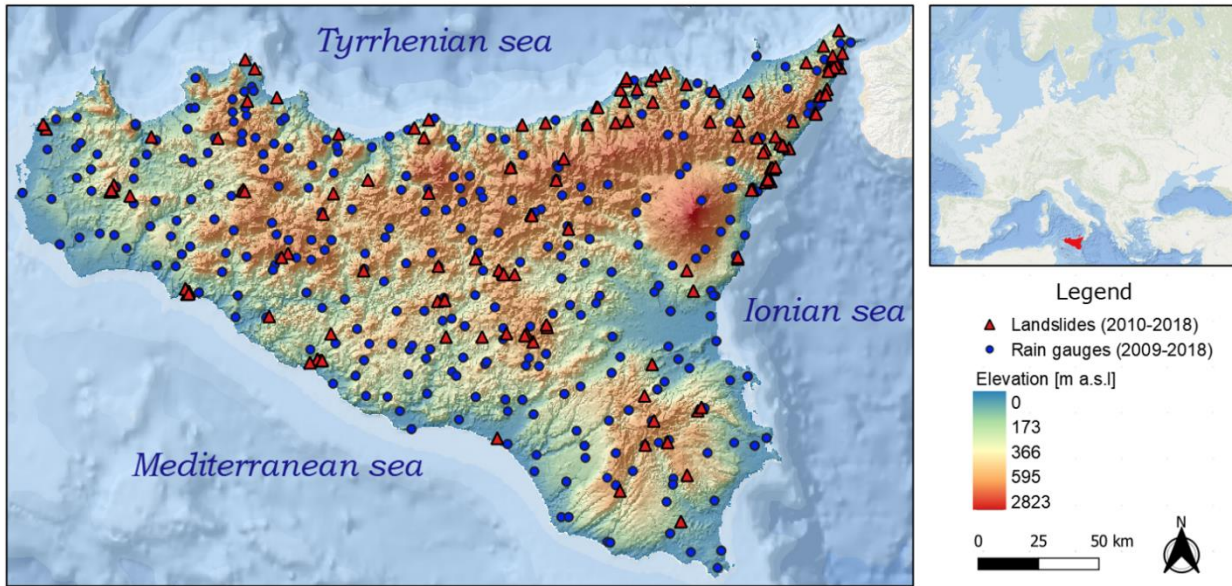 Tyrrhenian sea
Ionian sea
Mediterranean sea
Legend
Landslides (2010-2018)
Rain gauges (2009-2018)
Elevation [m a.s.l]
0
173
366
595
2823
N
0 25 50 km